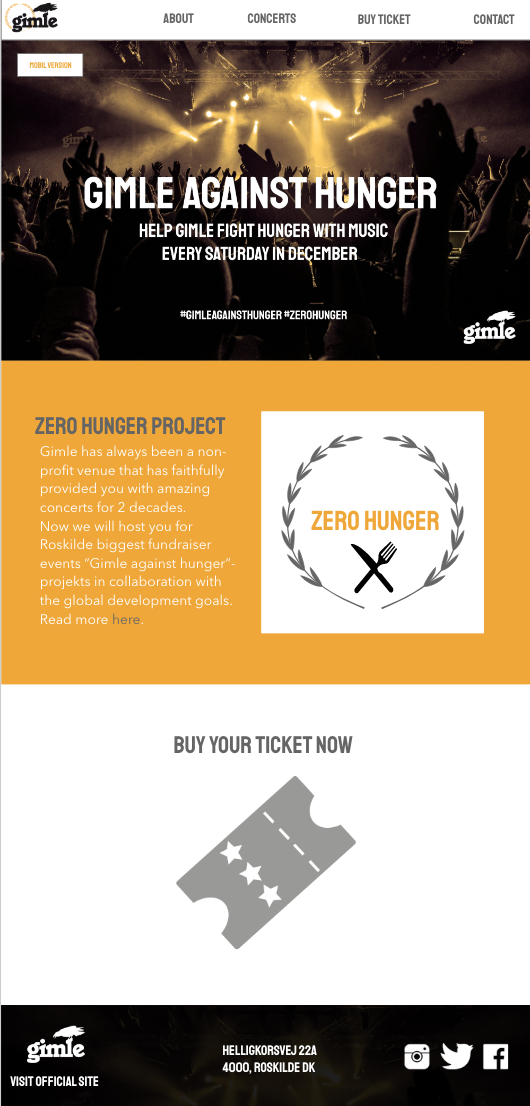 gimle
ABOUT
CONCERTS
BUY TICKET
CONTACT
MOBIL VERSION
gimle
GIMLE AGAINST HUNGER
HELP GIMLE FIGHT HUNGER WITH MUSIC
EVERY SATURDAY IN DECEMBER
#GIMLEAGAINSTHUNGER #ZEROHUNGER
gimle
ZERO HUNGER PROJECT
Gimle has always been a non-
profit venue that has faithfully
provided you with amazing
concerts for 2 decades.
Now we will host you for
Roskilde biggest fundraiser
events “Gimle against hunger”-
projekts in collaboration with
the global development goals.
Read more here.
ZERO HUNGER
BUY YOUR TICKET NOW
gimle
VISIT OFFICIAL SITE
HELLIGKORSVEJ 22A
4000, ROSKILDE DK